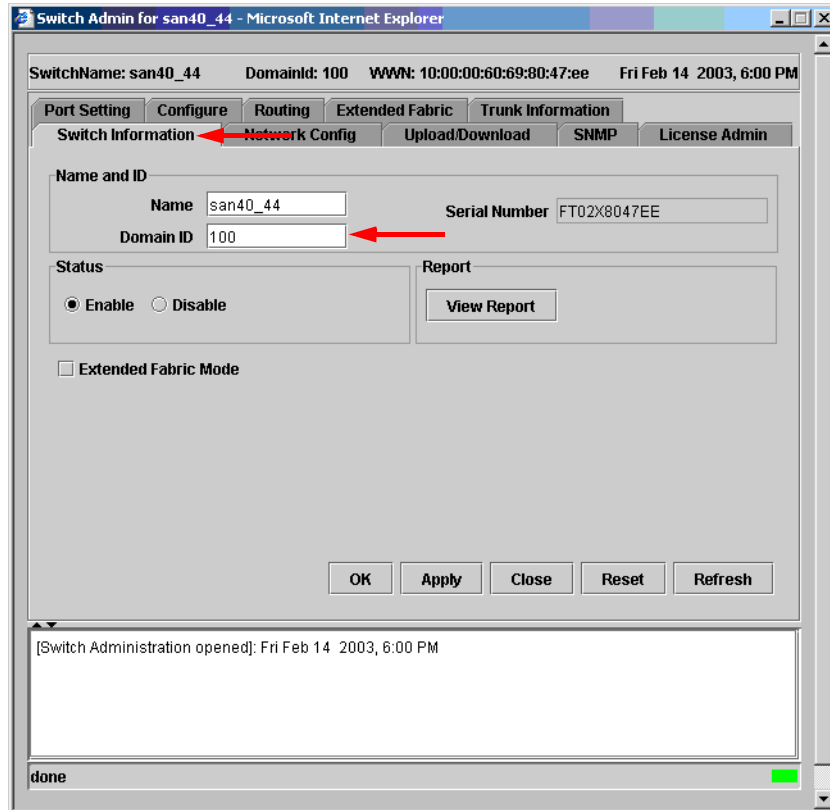 Switch Admin for san40_44 - Microsoft Internet Explorer
SwitchName: san40_44 DomainId: 100 WWN: 10:00:00:60:69:80:47:ee Fri Feb 14 2003, 6:00 PM
Port Setting Configure Routing Extended Fabric Trunk Information
Switch Information Network Config Upload/Download SNMP License Admin
Name and ID
Name san40_44 Serial Number FT02X8047EE
Domain ID 100
Status Report
Enable Disable View Report
Extended Fabric Mode
OK Apply Close Reset Refresh
[Switch Administration opened]: Fri Feb 14 2003, 6:00 PM
done